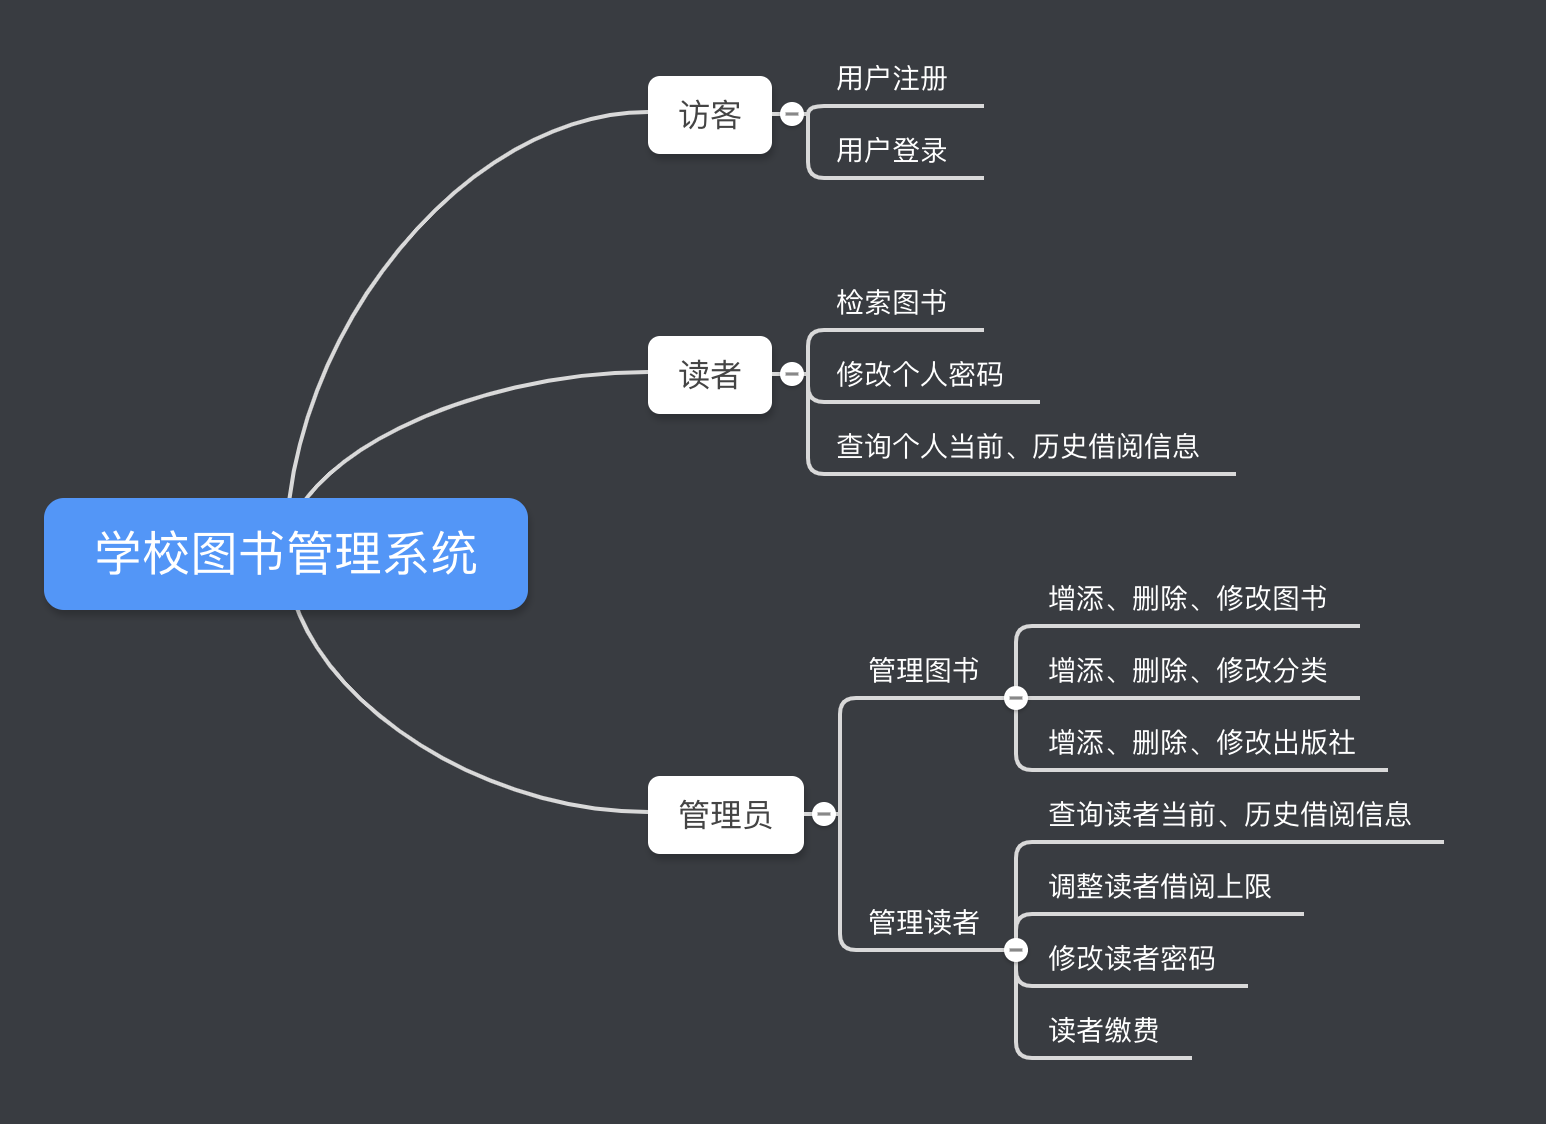 用户注册
访客
用户登录
检索图书
读者
修改个人密码
查询个人当前、历史借阅信息
学校图书管理系统
增添、删除、修改图书
管理图书
增添、删除、修改分类
增添、删除、修改出版社
管理员
查询读者当前、历史借阅信息
调整读者借阅上限
管理读者
修改读者密码
读者缴费